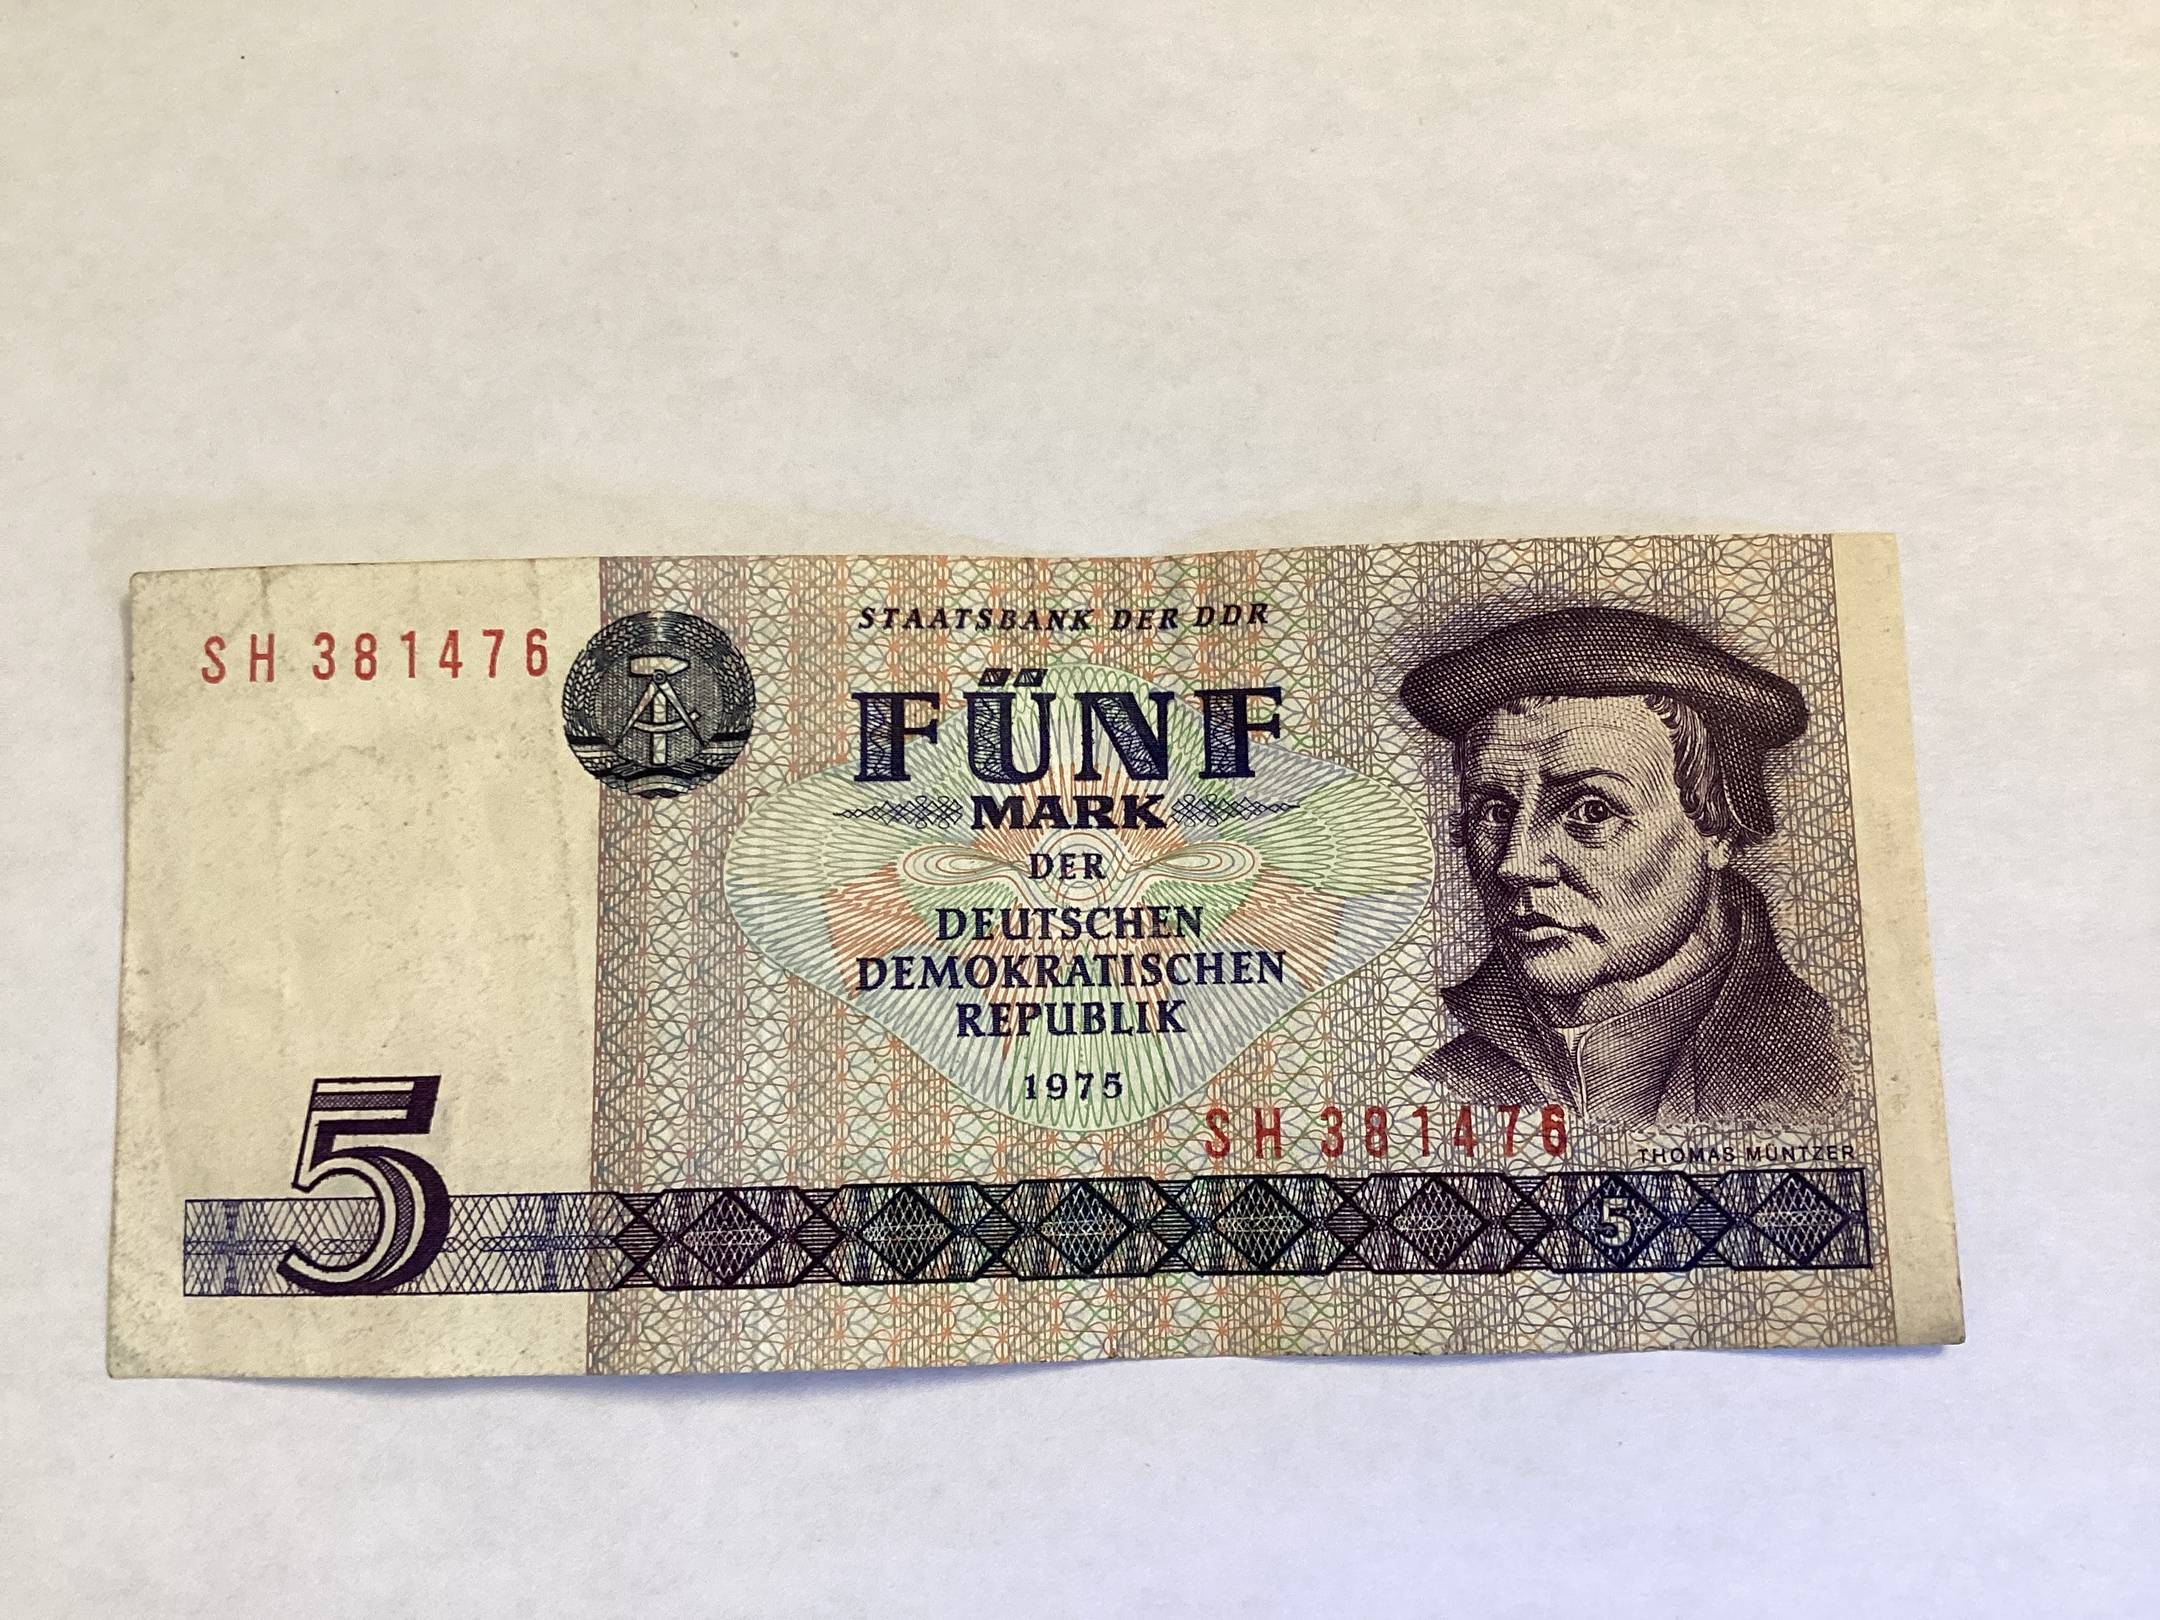 SH 381476
STAATSBANK DER DDR
FÜNF
MARK
DER
DEUTSCHEN
DEMOKRATISCHEN
REPUBLIK
1975
SH 381476
THOMAS MÜNTZER
5
5